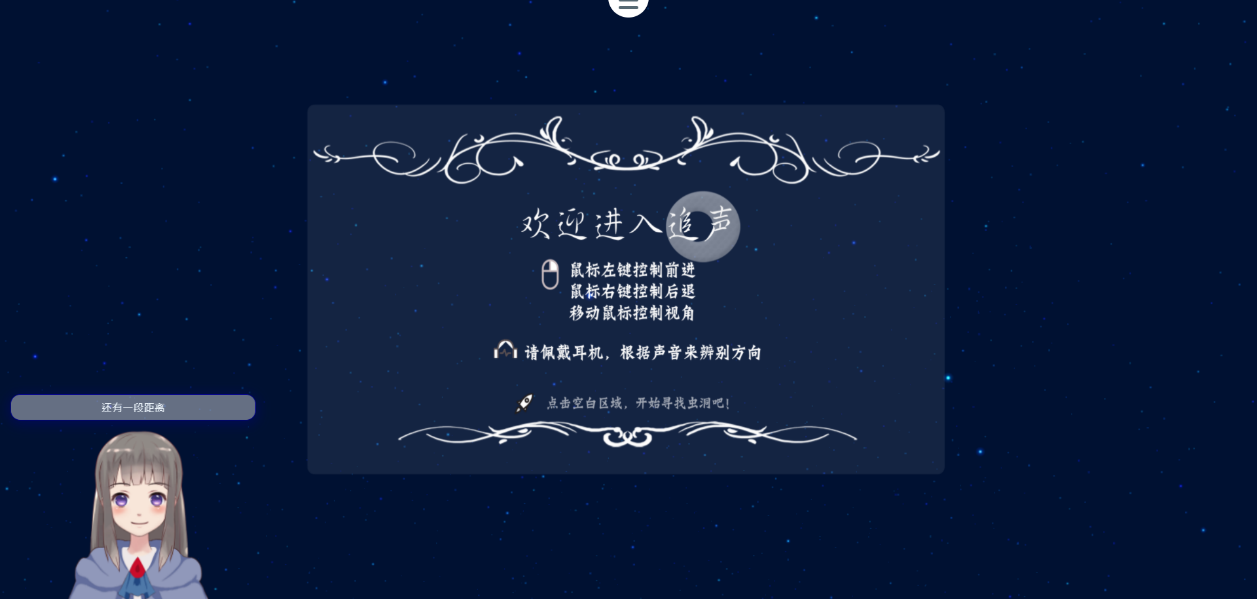 欢迎进入追声
鼠标左键控制前进
鼠标右键控制后退
移动鼠标控制视角
请佩戴耳机，根据声音来辨别方向
点击空白区域，开始寻找虫洞吧！
还有一段距离